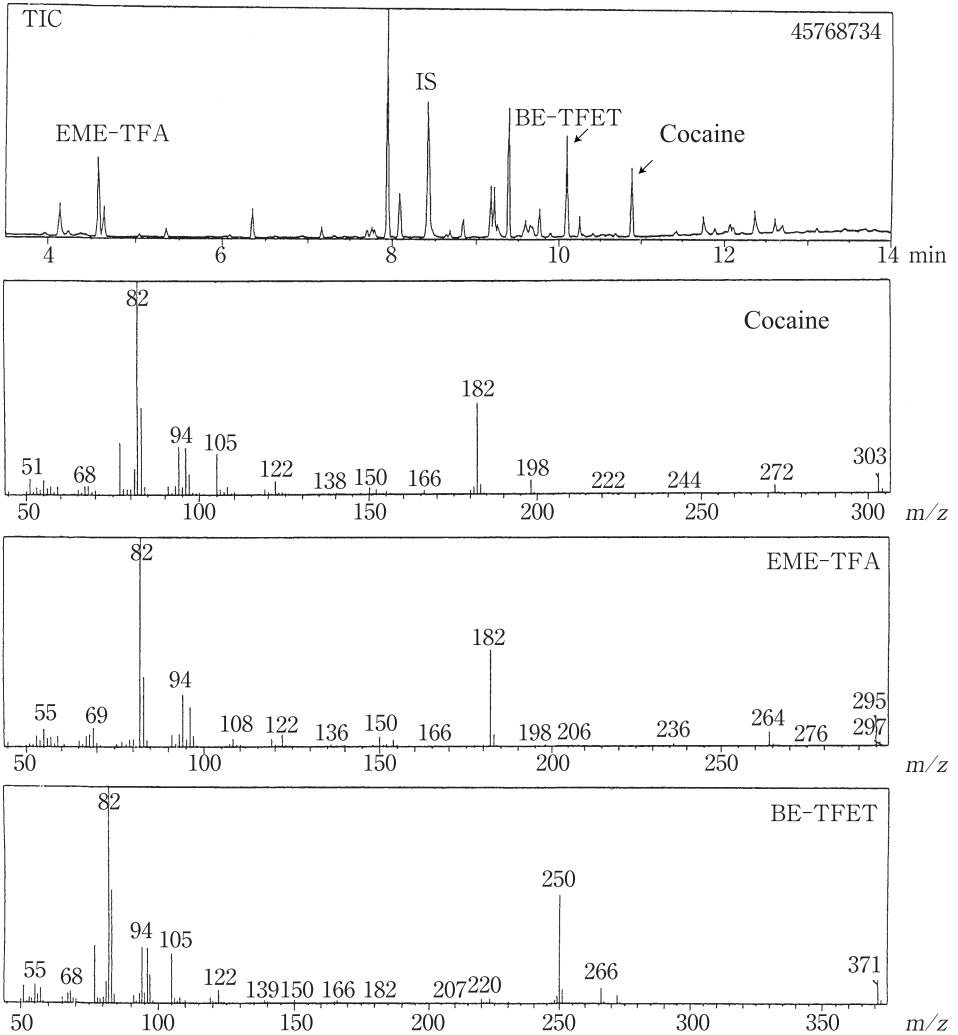 TIC 45768734
IS
EME-TFA BE-TFET Cocaine
4 6 8 10 12 14 min
82
Cocaine
182
94 105
51 68 122 138 150 166 198 222 244 272 303
50 100 150 200 250 300 m/z
82 EME-TFA
182
94
55 69 108 122 136 150 166 198 206 236 264 276 295
297
50 100 150 200 250 m/z
82 BE-TFET
250
94 105
55 68 122 139 150 166 182 207 220 266 371
50 100 150 200 250 300 350 m/z